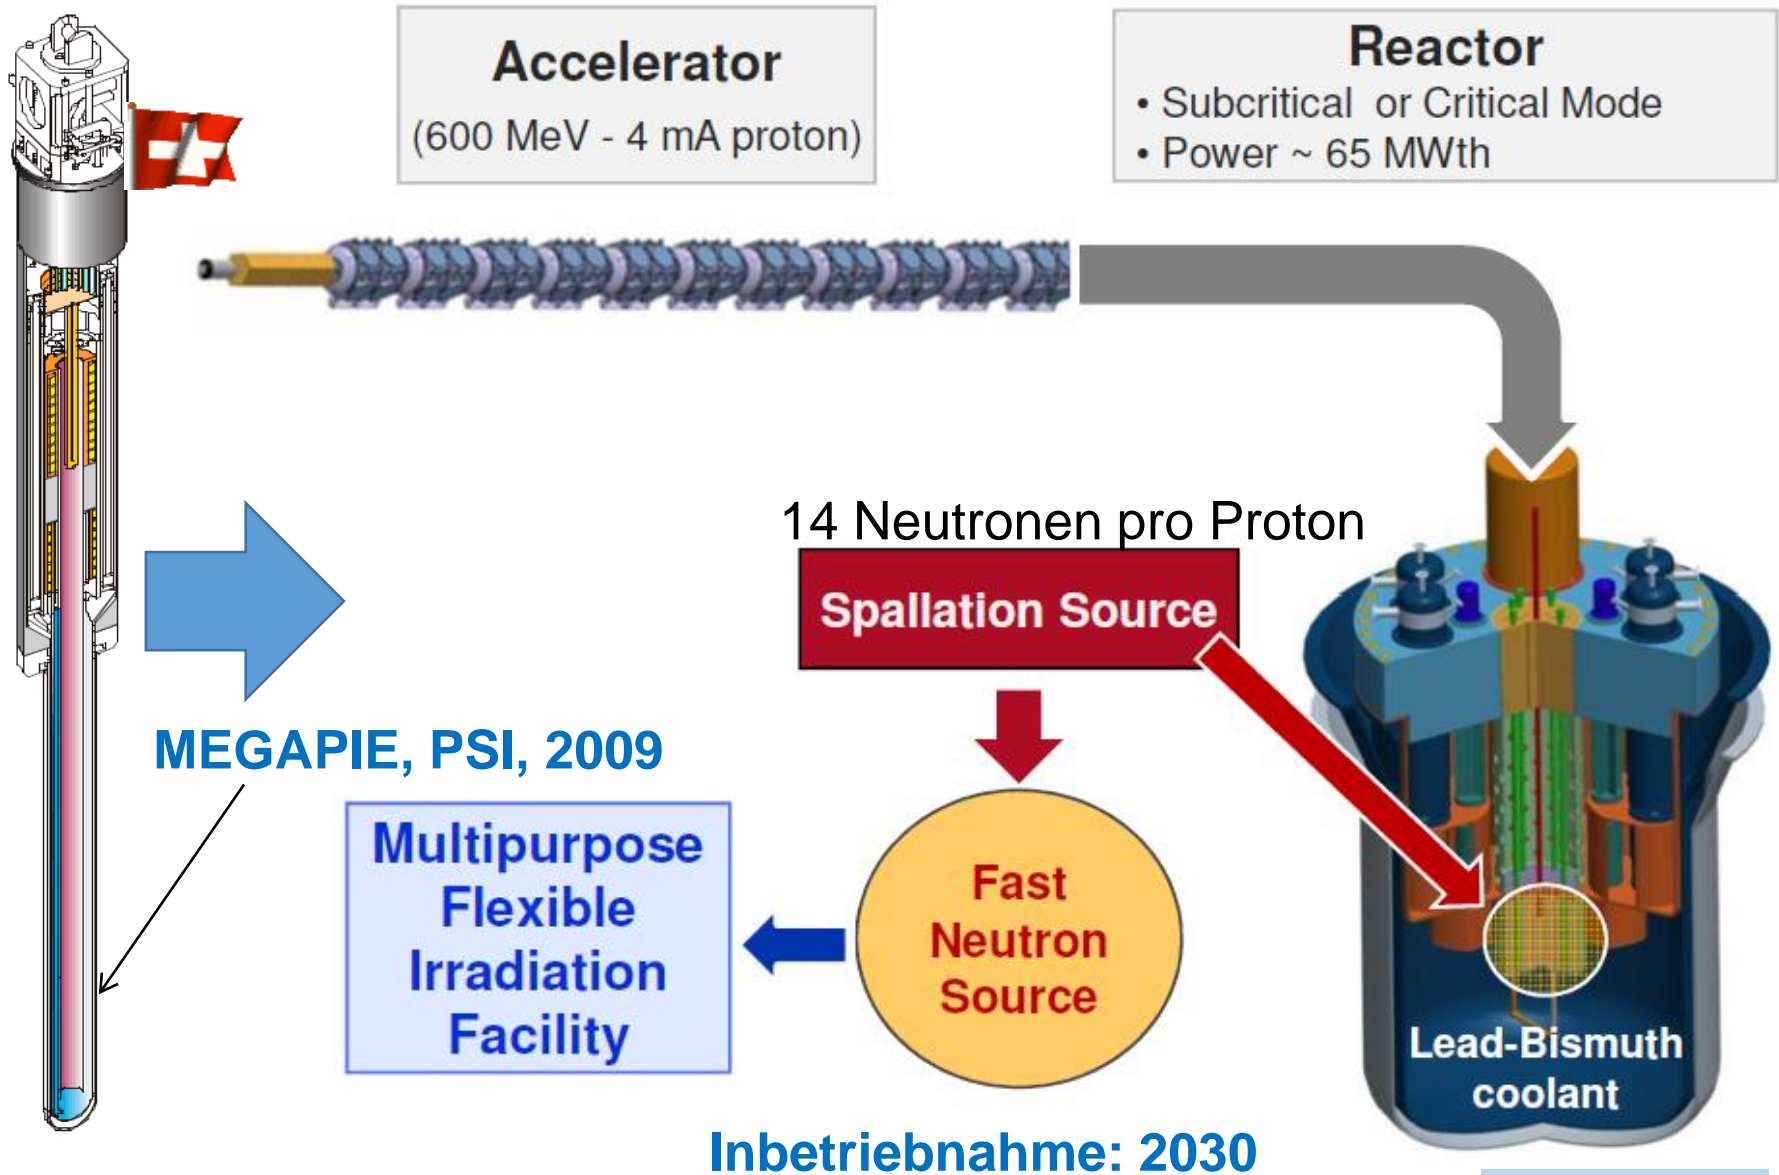 Accelerator
(600 MeV - 4 mA proton)
Reactor
• Subcritical or Critical Mode
• Power ~ 65 MWth
14 Neutronen pro Proton
Spallation Source
MEGAPIE, PSI, 2009
Multipurpose
Flexible
Irradiation
Facility
Fast
Neutron
Source
Lead-Bismuth
coolant
Inbetriebnahme: 2030